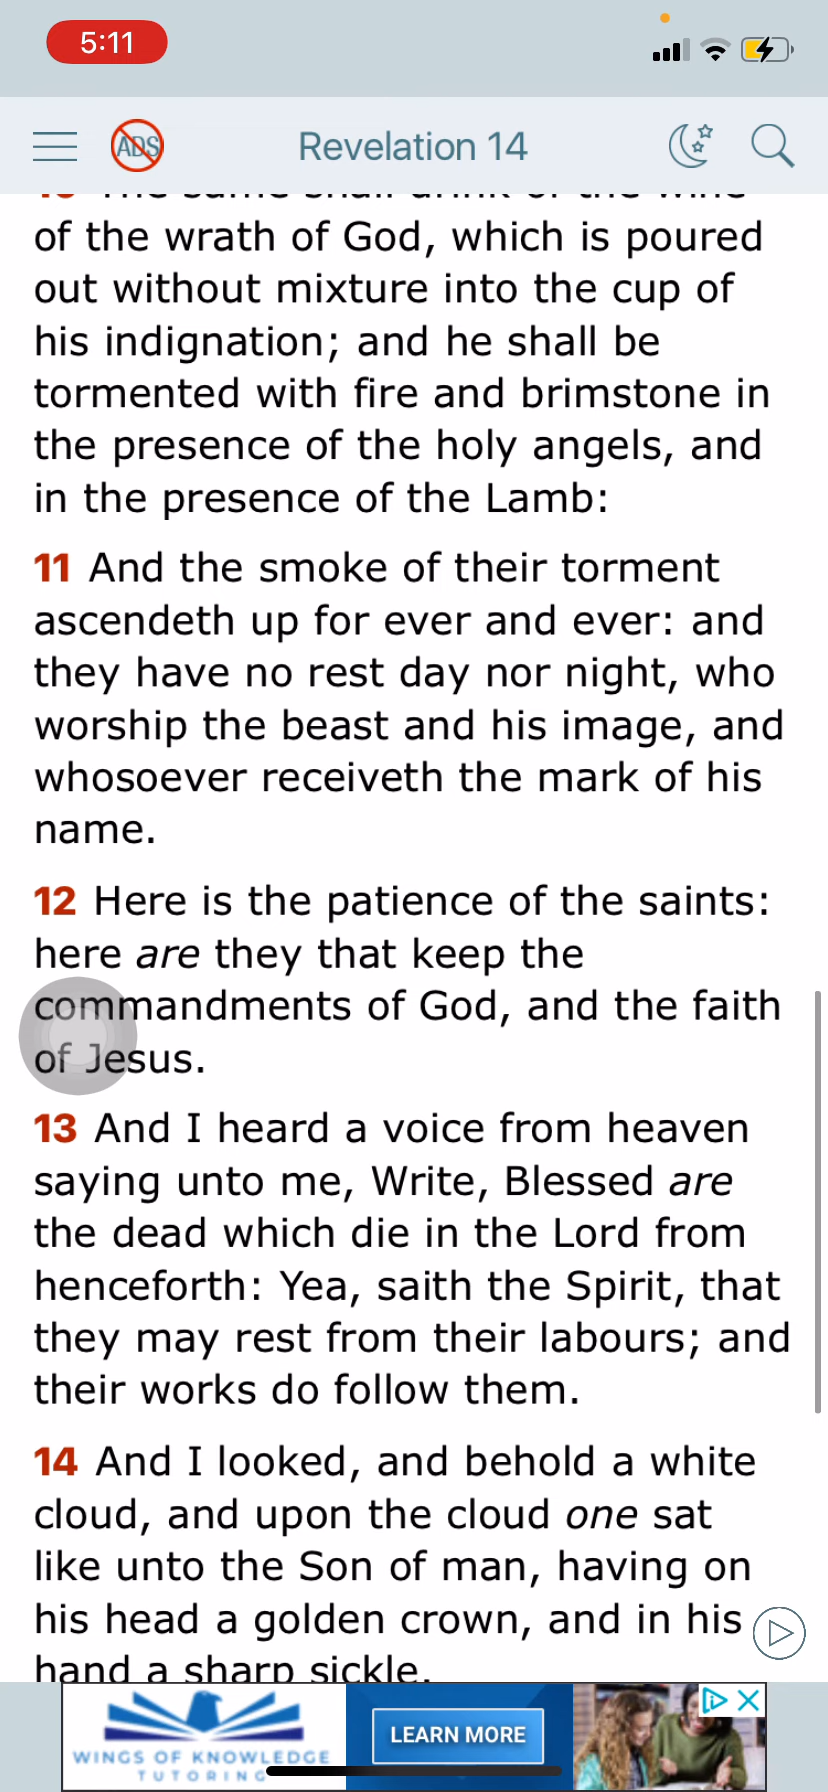 5:11
ADS
Revelation 14
10 The same shall drink of the wine
of the wrath of God, which is poured
out without mixture into the cup of
his indignation; and he shall be
tormented with fire and brimstone in
the presence of the holy angels, and
in the presence of the Lamb:
11 And the smoke of their torment
ascendeth up for ever and ever: and
they have no rest day nor night, who
worship the beast and his image, and
whosoever receiveth the mark of his
name.
12 Here is the patience of the saints:
here are they that keep the
commandments of God, and the faith
of Jesus.
13 And I heard a voice from heaven
saying unto me, Write, Blessed are
the dead which die in the Lord from
henceforth: Yea, saith the Spirit, that
they may rest from their labours; and
their works do follow them.
14 And I looked, and behold a white
cloud, and upon the cloud one sat
like unto the Son of man, having on
his head a golden crown, and in his
hand a sharp sickle.
WINGS OF KNOWLEDGE
TUTORING
LEARN MORE